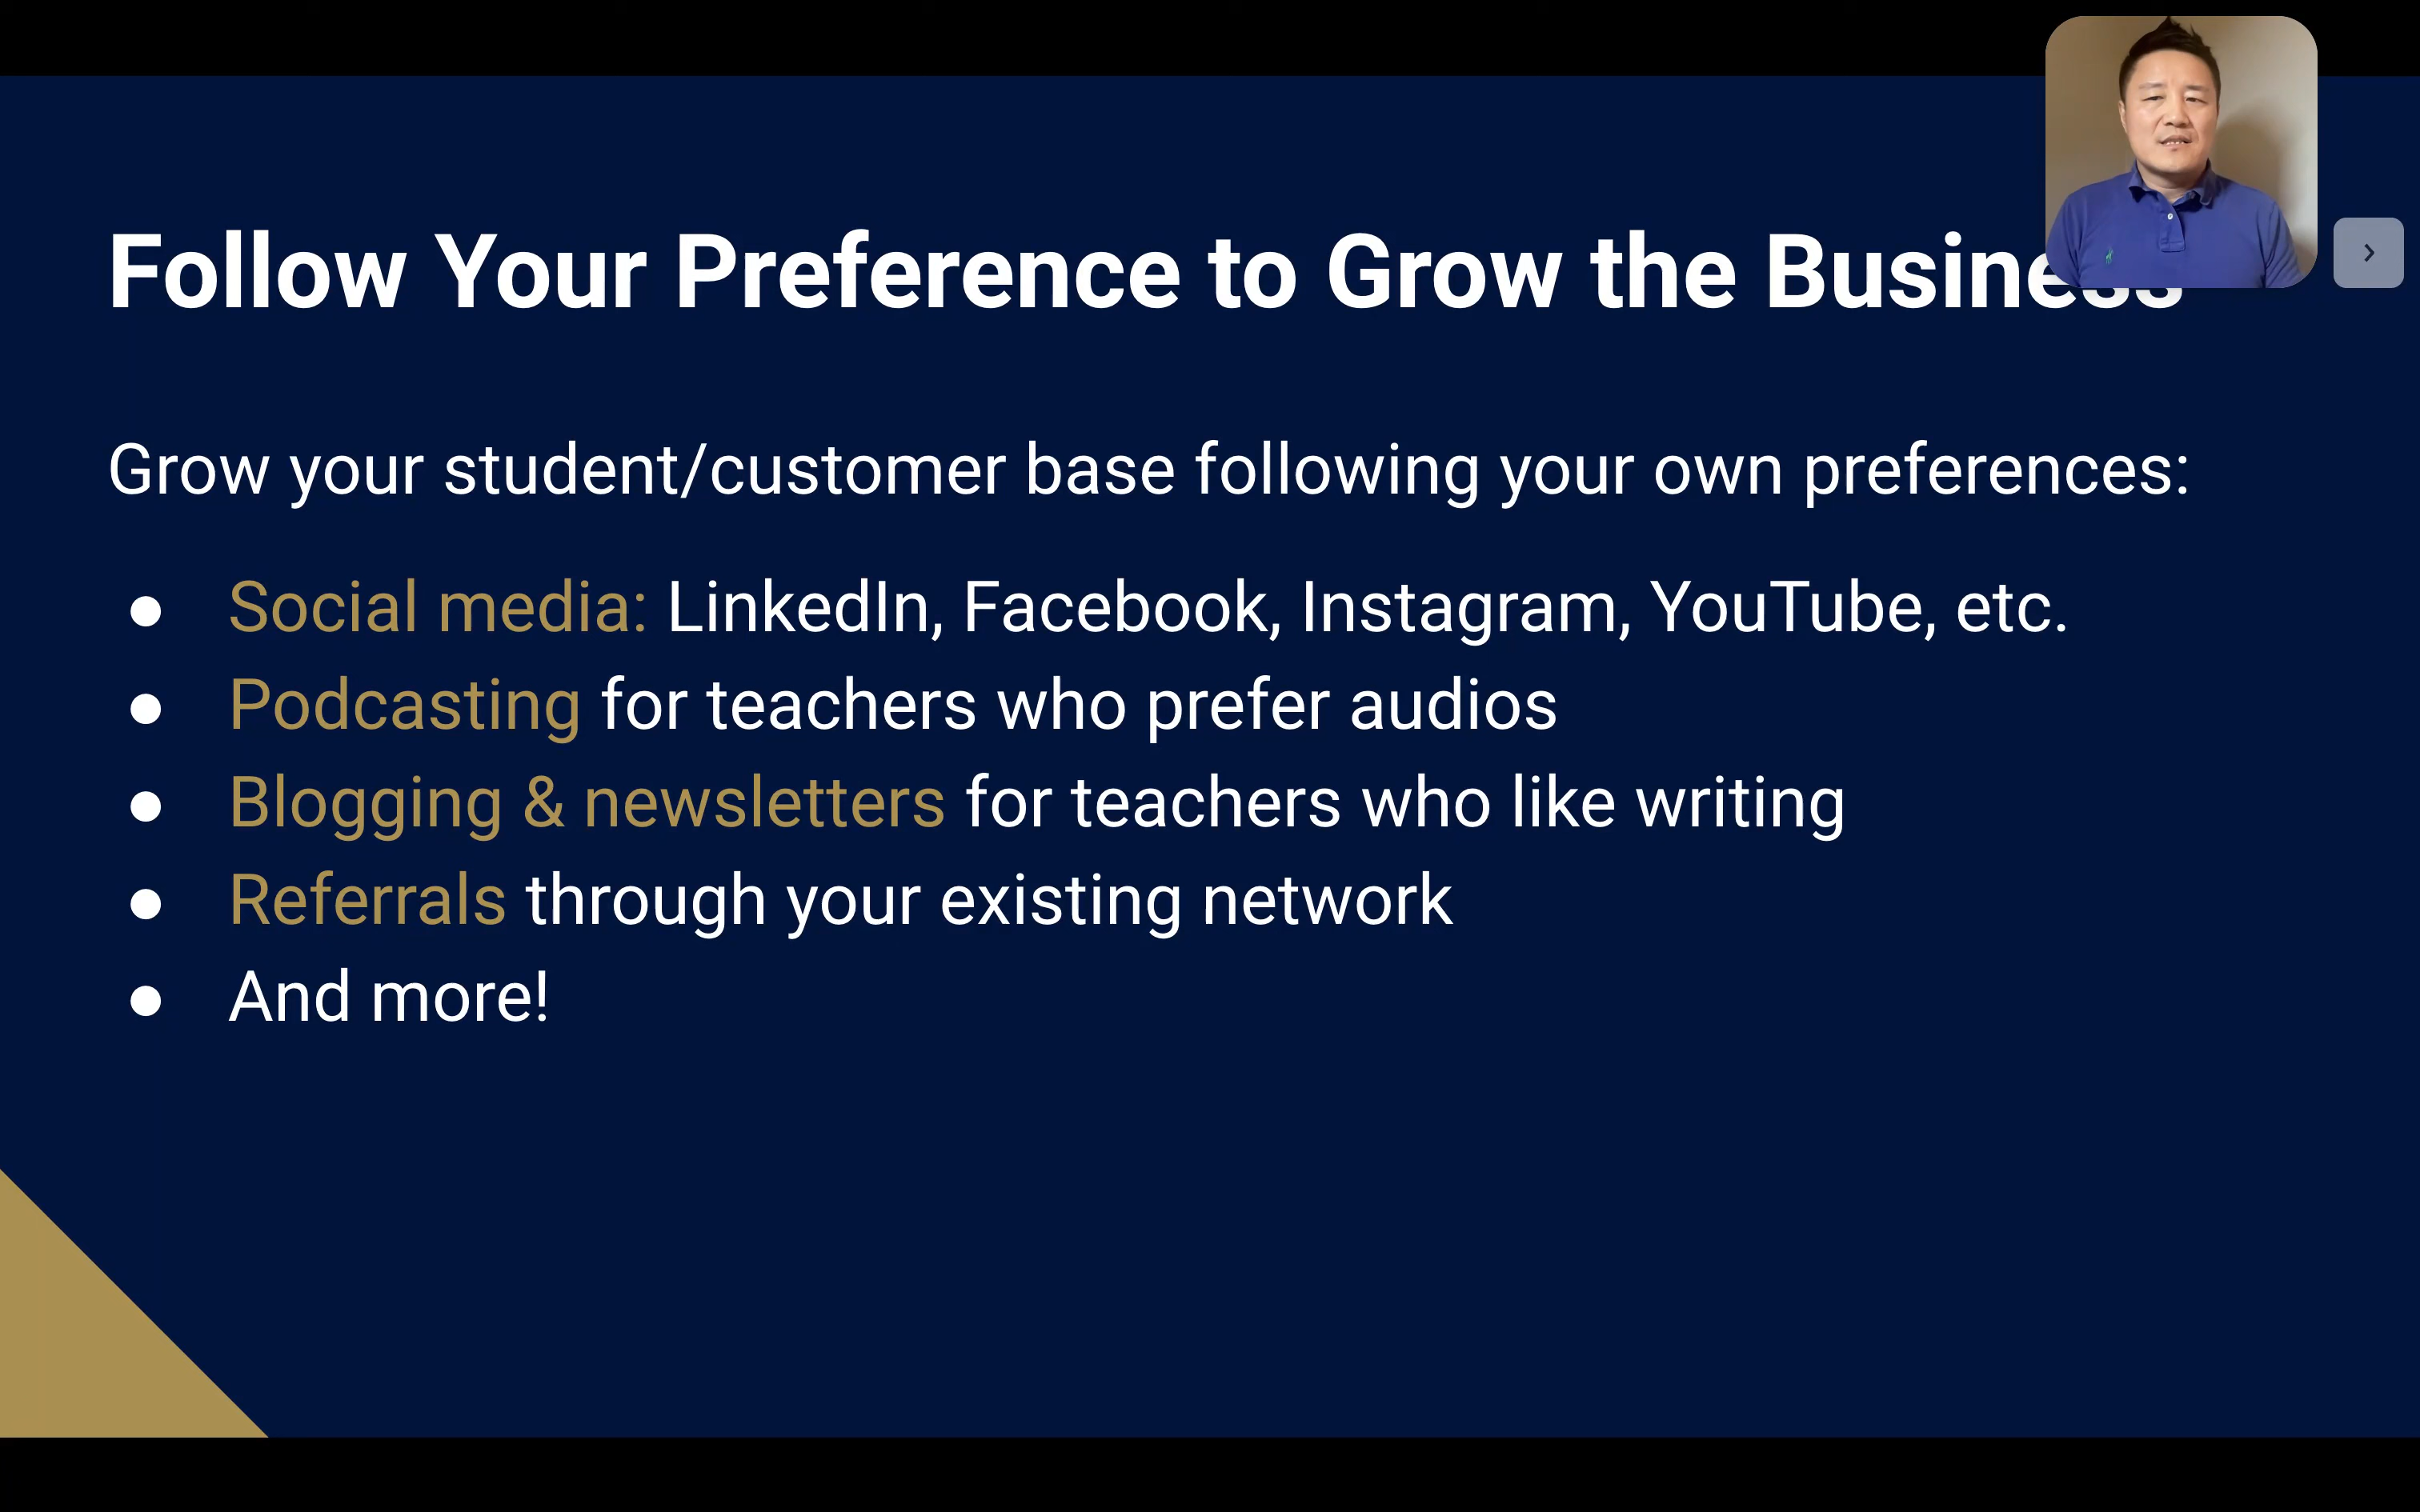 Follow Your Preference to Grow the Business
Grow your student/customer base following your own preferences:
● Social media: LinkedIn, Facebook, Instagram, YouTube, etc.
● Podcasting for teachers who prefer audios
● Blogging & newsletters for teachers who like writing
● Referrals through your existing network
● And more!